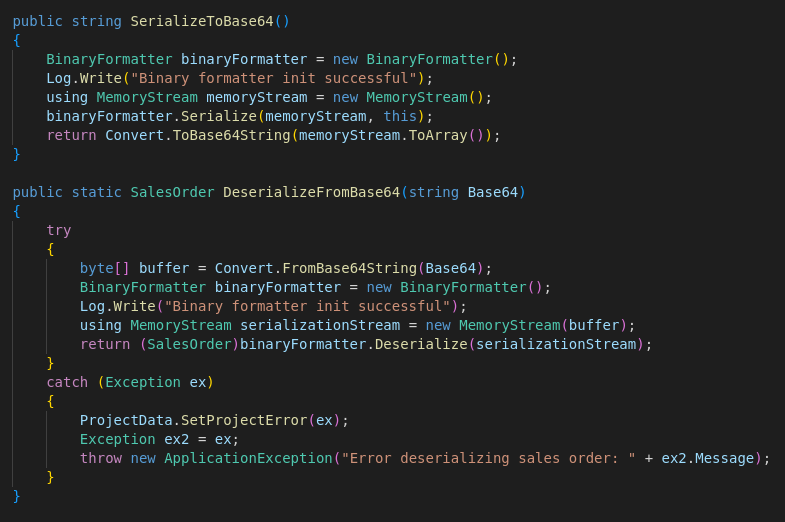 public string SerializeToBase64()
{
    BinaryFormatter binaryFormatter = new BinaryFormatter();
    Log.Write("Binary formatter init successful");
    using MemoryStream memoryStream = new MemoryStream();
    binaryFormatter.Serialize(memoryStream, this);
    return Convert.ToBase64String(memoryStream.ToArray());
}

public static SalesOrder DeserializeFromBase64(string Base64)
{
    try
    {
        byte[] buffer = Convert.FromBase64String(Base64);
        BinaryFormatter binaryFormatter = new BinaryFormatter();
        Log.Write("Binary formatter init successful");
        using MemoryStream serializationStream = new MemoryStream(buffer);
        return (SalesOrder)binaryFormatter.Deserialize(serializationStream);
    }
    catch (Exception ex)
    {
        ProjectData.SetProjectError(ex);
        Exception ex2 = ex;
        throw new ApplicationException("Error deserializing sales order: " + ex2.Message);
    }
}